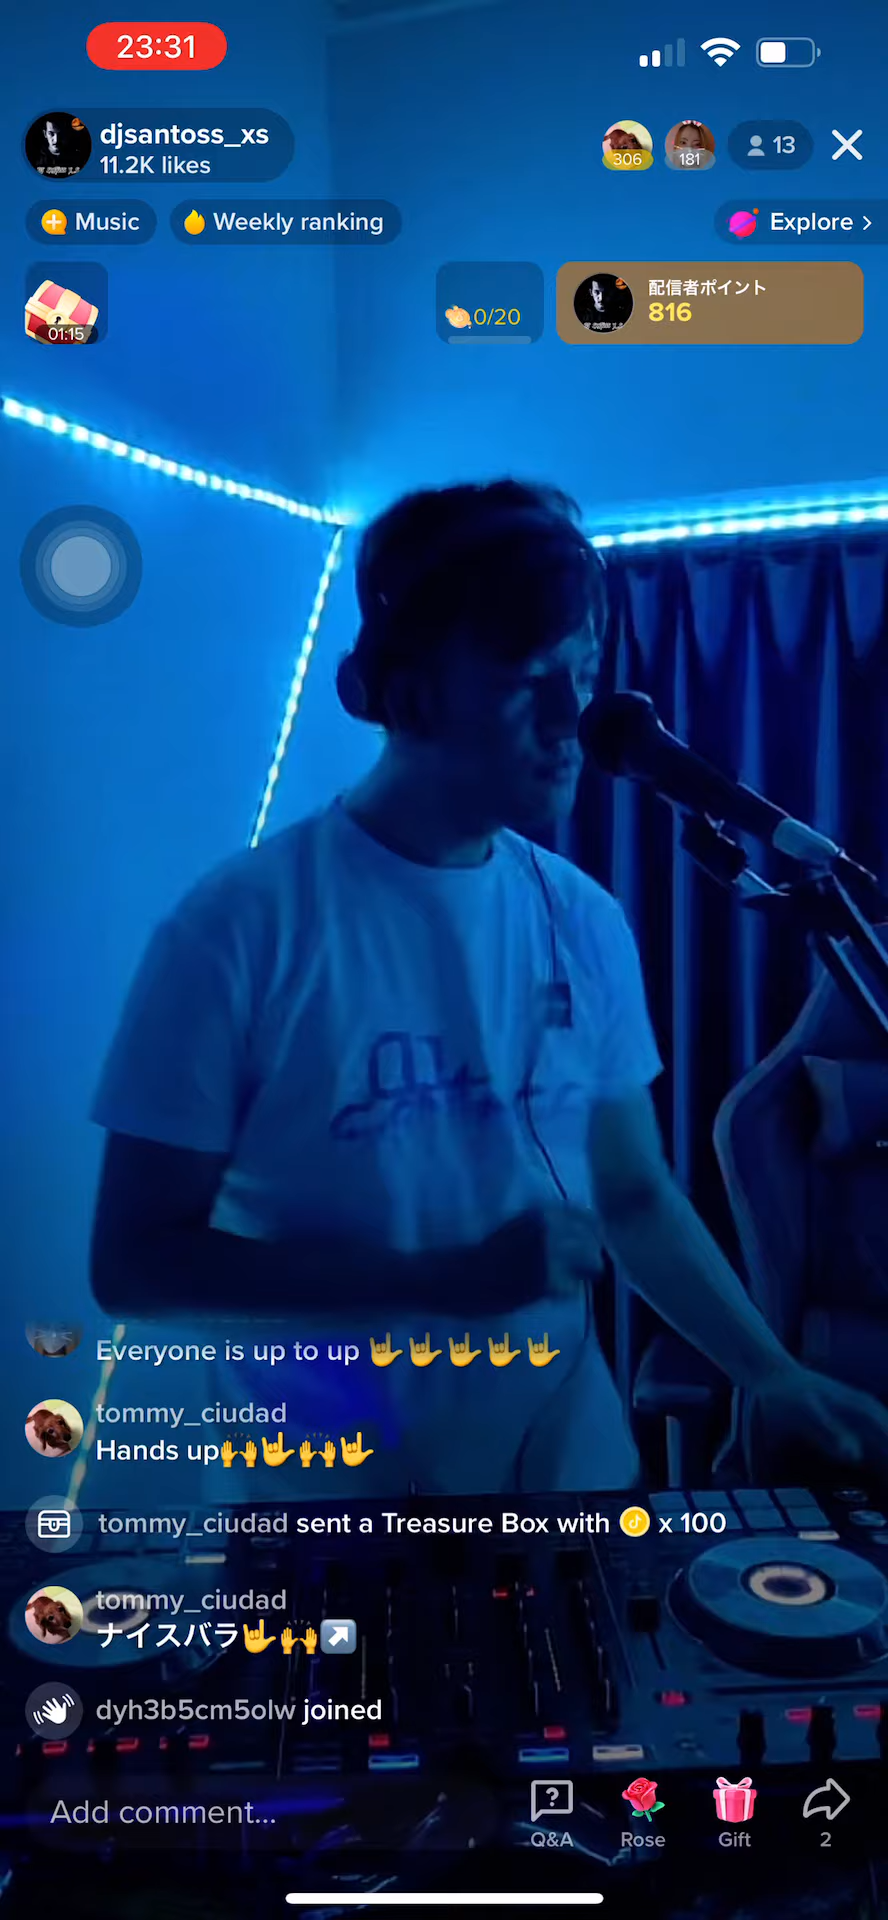 23:31
djsantoss_xs
11.2K likes
306
181
13
Music
Weekly ranking
Explore >
01:15
0/20
配信者ポイント
816
Everyone is up to up 🤟🤟🤟🤟🤟
tommy_ciudad
Hands up🙌🤟🙌🤟
tommy_ciudad sent a Treasure Box with x 100
tommy_ciudad
ナイスバラ🤟🙌↗️
dyh3b5cm5olw joined
Add comment...
Q&A
Rose
Gift
2